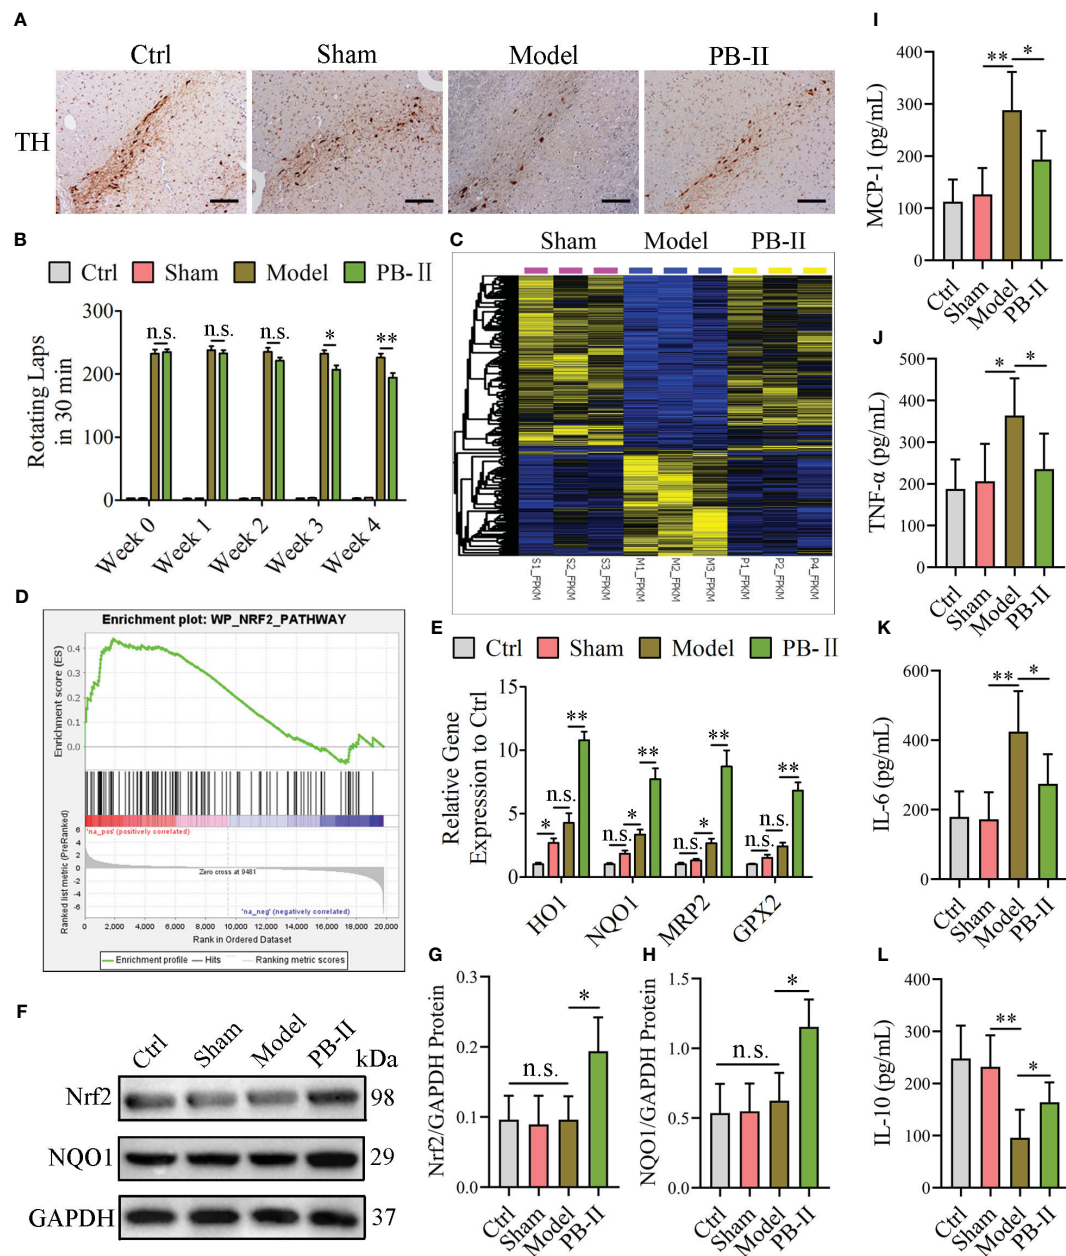 A
Ctrl Sham Model PB-II
TH
B
Ctrl Sham Model PB-II
Rotating Laps
in 30 min
300
200
100
0
n.s. n.s. n.s. * **
Week 0 Week 1 Week 2 Week 3 Week 4
C
Sham Model PB-II
S1_FPKM S2_FPKM S3_FPKM M1_FPKM M2_FPKM M3_FPKM P1_FPKM P2_FPKM P4_FPKM
D
Enrichment plot: WP_NRF2_PATHWAY
Enrichment score (ES)
0.4
0.3
0.2
0.1
0.0
Ranked list metric (PreRanked)
6
4
2
0
-2
-4
-6
'na_pos' (positively correlated)
Zero cross at 9481
'na_neg' (negatively correlated)
0 2,000 4,000 6,000 8,000 10,000 12,000 14,000 16,000 18,000 20,000
Rank in Ordered Dataset
Enrichment profile Hits Ranking metric scores
E
Ctrl Sham Model PB-II
Relative Gene
Expression to Ctrl
15
10
5
0
* n.s. **
n.s. * **
n.s. * **
n.s. n.s. **
HO1 NQO1 MRP2 GPX2
F
Ctrl Sham Model PB-II kDa
Nrf2 98
NQO1 29
GAPDH 37
G
Nrf2/GAPDH Protein
0.3
0.2
0.1
0.0
n.s. *
Ctrl Sham Model PB-II
H
NQO1/GAPDH Protein
1.5
1.0
0.5
0.0
n.s. *
Ctrl Sham Model PB-II
I
MCP-1 (pg/mL)
400
300
200
100
0
** *
Ctrl Sham Model PB-II
J
TNF-α (pg/mL)
500
400
300
200
100
0
* *
Ctrl Sham Model PB-II
K
IL-6 (pg/mL)
600
400
200
0
** *
Ctrl Sham Model PB-II
L
IL-10 (pg/mL)
400
300
200
100
0
** *
Ctrl Sham Model PB-II